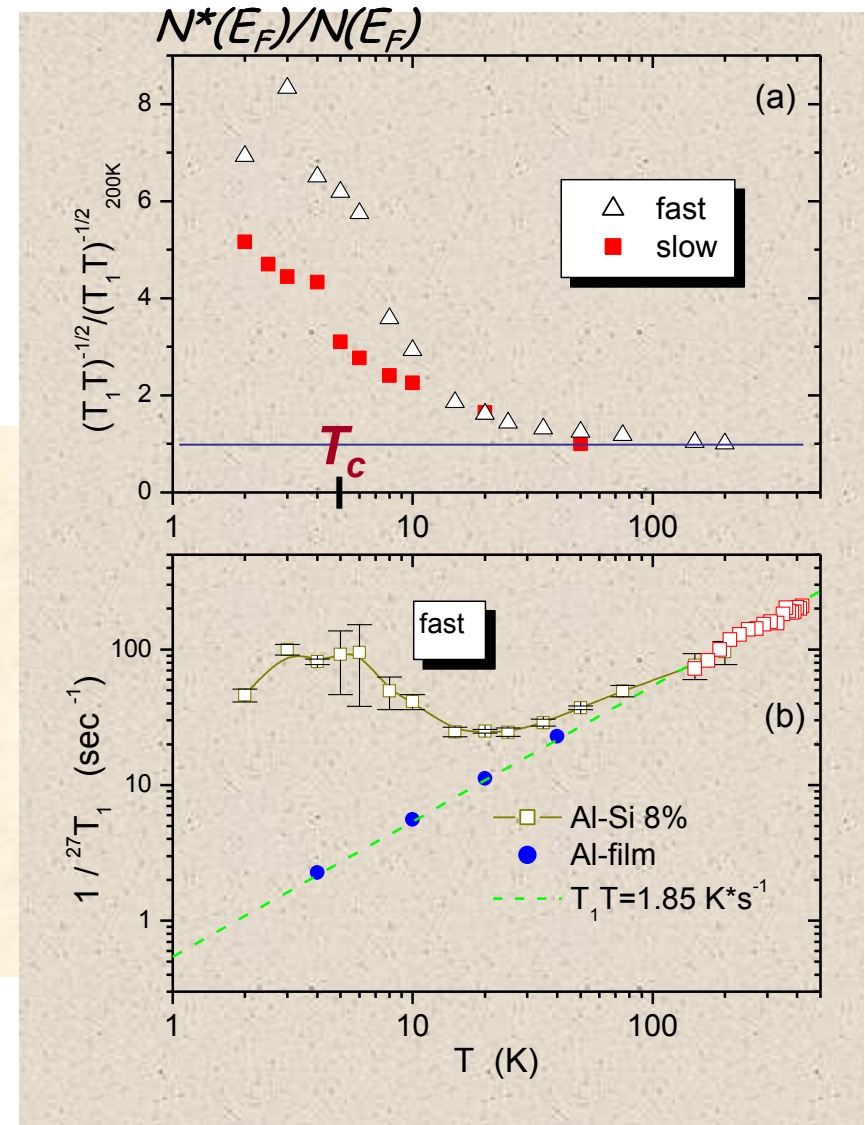 N*(E_F)/N(E_F)
(a)
8
6
4
2
0
(T_1T)^{-1/2}/(T_1T)^{-1/2}_{200K}
fast
slow
T_c
1
10
100
fast
(b)
100
10
1
1 / ^{27}T_1 (sec^{-1})
Al-Si 8%
Al-film
T_1T=1.85 K*s^{-1}
1
10
100
T (K)